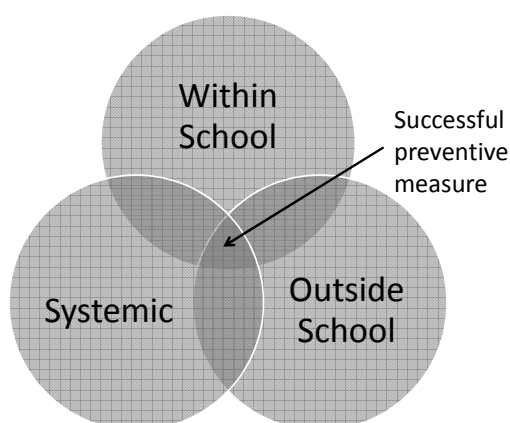 Within
School
Successful
preventive
measure
Systemic
Outside
School